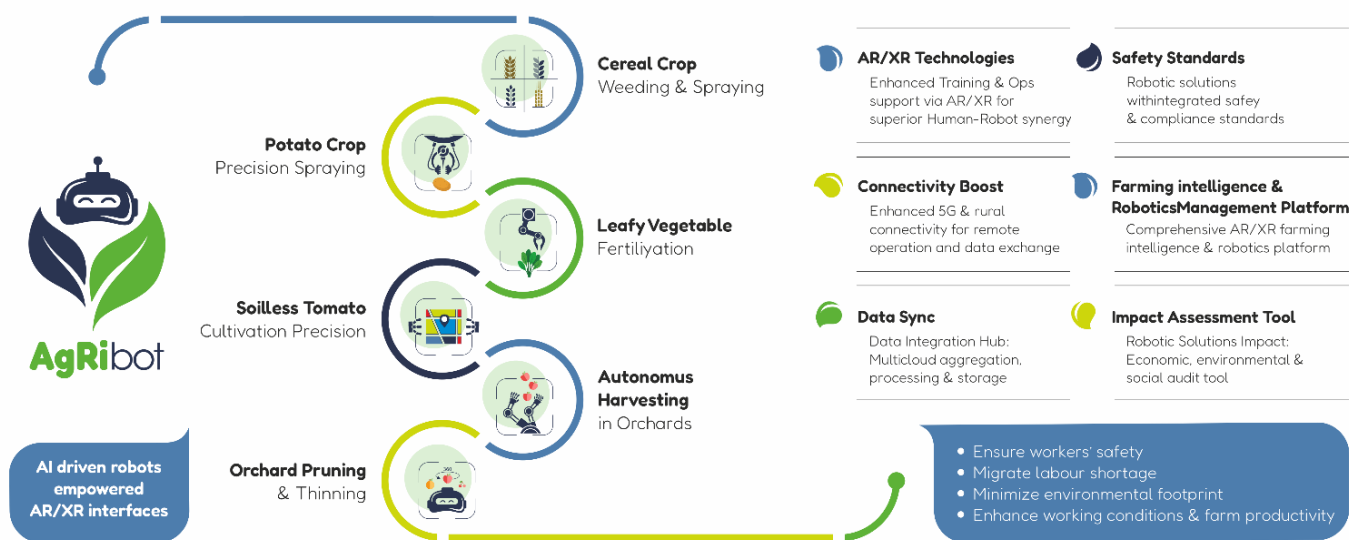 AgRibot
AI driven robots
empowered
AR/XR interfaces
Cereal Crop
Weeding & Spraying
Potato Crop
Precision Spraying
Leafy Vegetable
Fertiliyation
Soilless Tomato
Cultivation Precision
Autonomus
Harvesting
in Orchards
Orchard Pruning
& Thinning
AR/XR Technologies
Enhanced Training & Ops
support via AR/XR for
superior Human-Robot synergy
Safety Standards
Robotic solutions
withintegrated safey
& compliance standards
Connectivity Boost
Enhanced 5G & rural
connectivity for remote
operation and data exchange
Farming intelligence &
RoboticsManagement Platform
Comprehensive AR/XR farming
intelligence & robotics platform
Data Sync
Data Integration Hub:
Multicloud aggregation,
processing & storage
Impact Assessment Tool
Robotic Solutions Impact:
Economic, environmental &
social audit tool
• Ensure workers' safety
• Migrate labour shortage
• Minimize environmental footprint
• Enhance working conditions & farm productivity